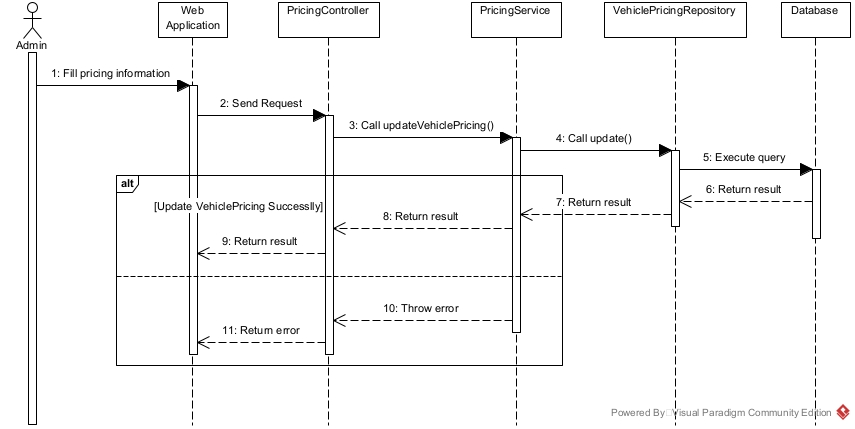 Admin
Web
Application
PricingController
PricingService
VehiclePricingRepository
Database
1: Fill pricing information
2: Send Request
3: Call updateVehiclePricing()
4: Call update()
5: Execute query
6: Return result
7: Return result
8: Return result
9: Return result
alt
[Update VehiclePricing Successlly]
10: Throw error
11: Return error
Powered By Visual Paradigm Community Edition